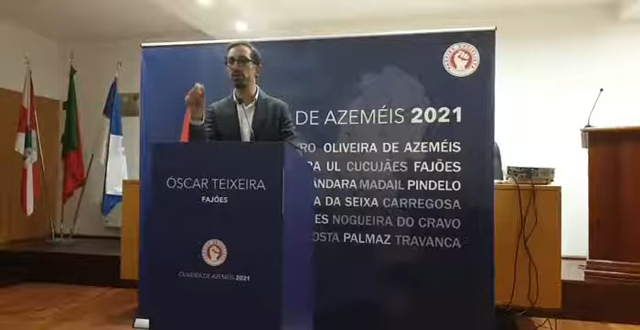 DE AZEMÉIS 2021
OLIVEIRA DE AZEMÉIS
UL CUCUJÃES FAJÕES
MADAIL PINDELO
DA SEIXA CARREGOSA
NOGUEIRA DO CRAVO
PALMAZ TRAVANCA
ÓSCAR TEIXEIRA
FAJÕES
OLIVEIRA DE AZEMÉIS 2021